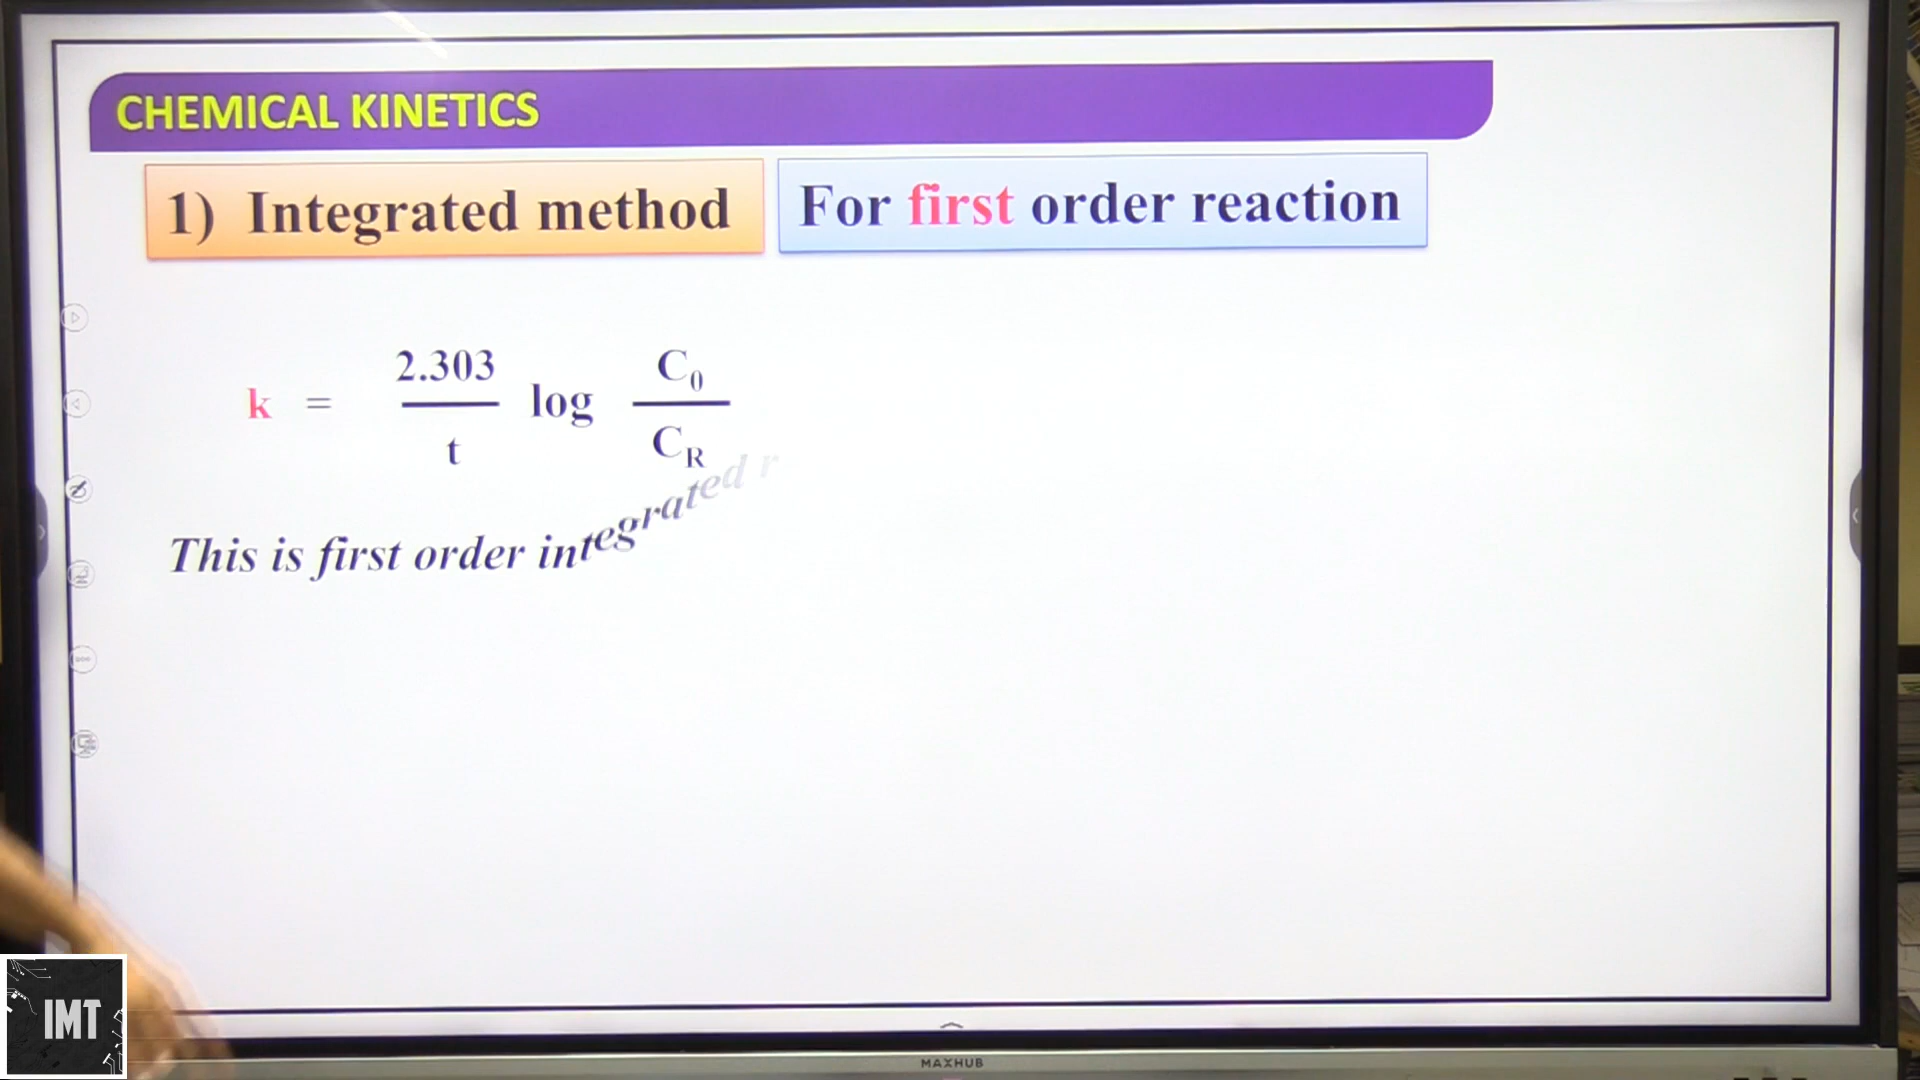 CHEMICAL KINETICS
1) Integrated method
For first order reaction
k = 2.303 / t log C₀ / C_R
This is first order integrated r
IMT
MAXHUB